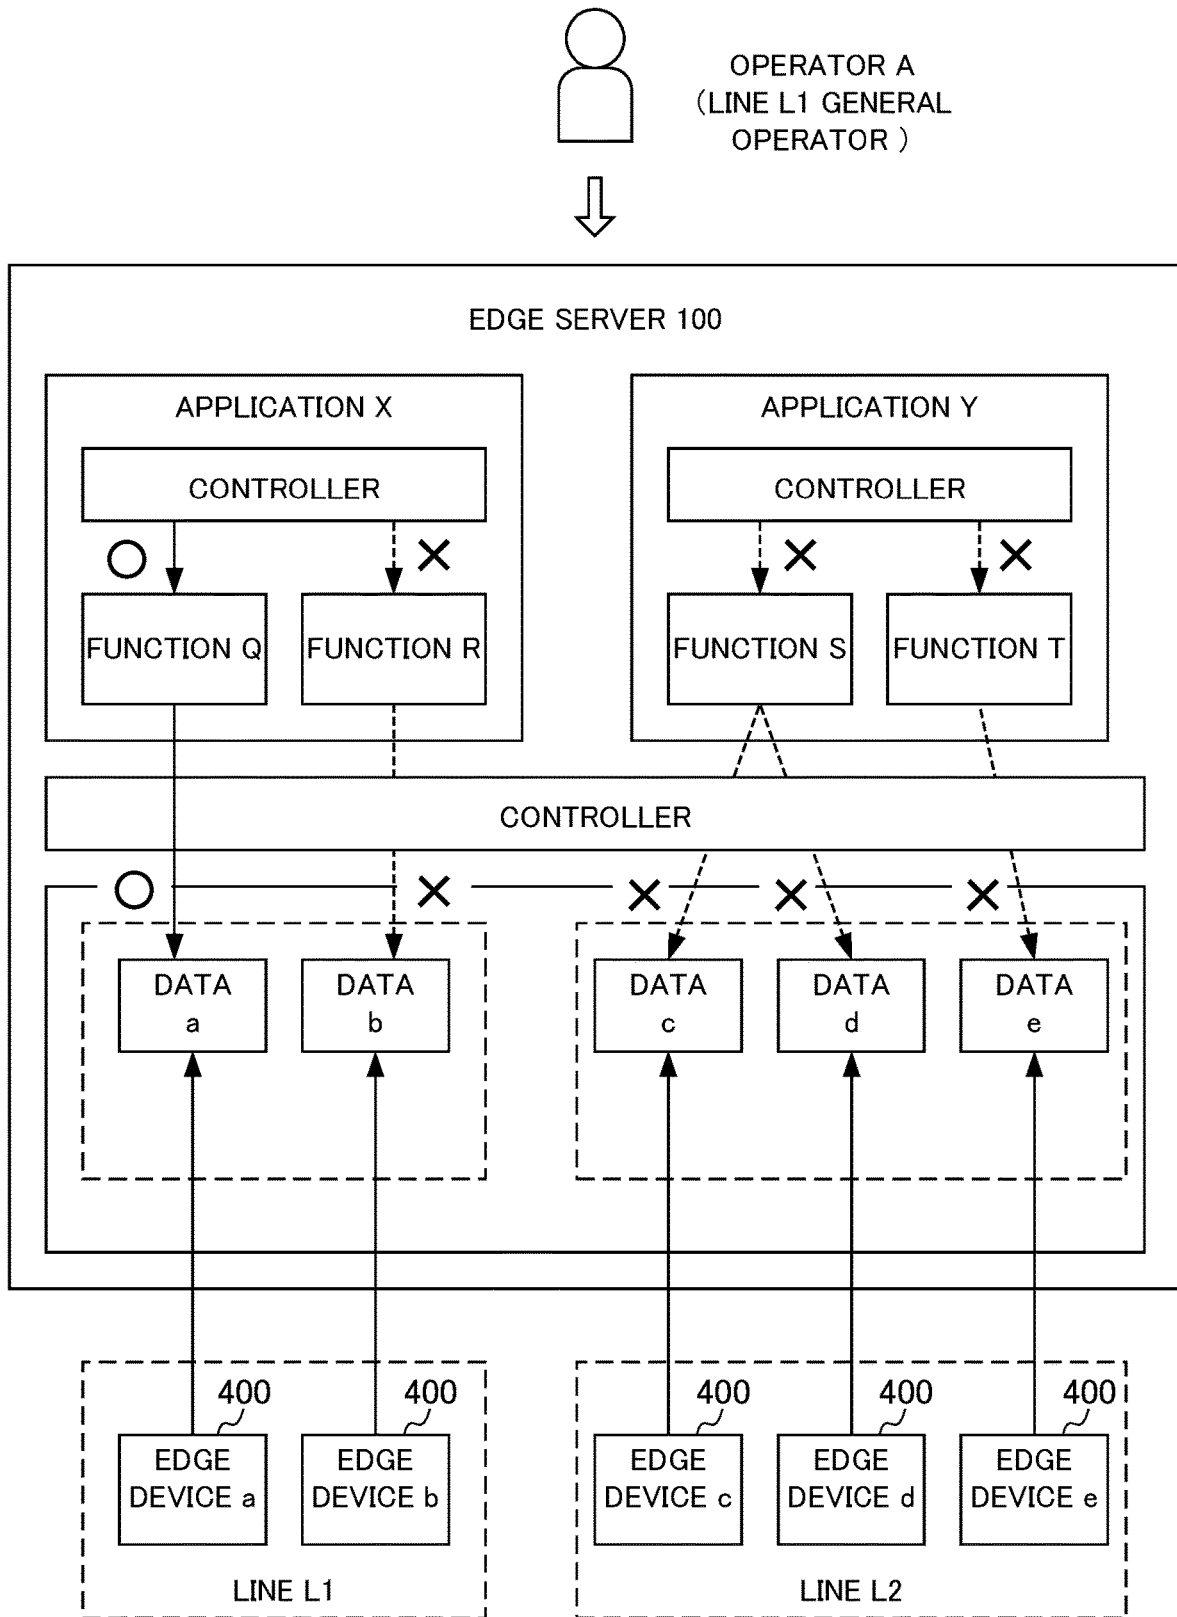 OPERATOR A
(LINE L1 GENERAL
OPERATOR )
EDGE SERVER 100
APPLICATION X
APPLICATION Y
CONTROLLER
CONTROLLER
FUNCTION Q
FUNCTION R
FUNCTION S
FUNCTION T
CONTROLLER
DATA
a
DATA
b
DATA
c
DATA
d
DATA
e
400
400
400
400
400
EDGE
DEVICE a
EDGE
DEVICE b
EDGE
DEVICE c
EDGE
DEVICE d
EDGE
DEVICE e
LINE L1
LINE L2